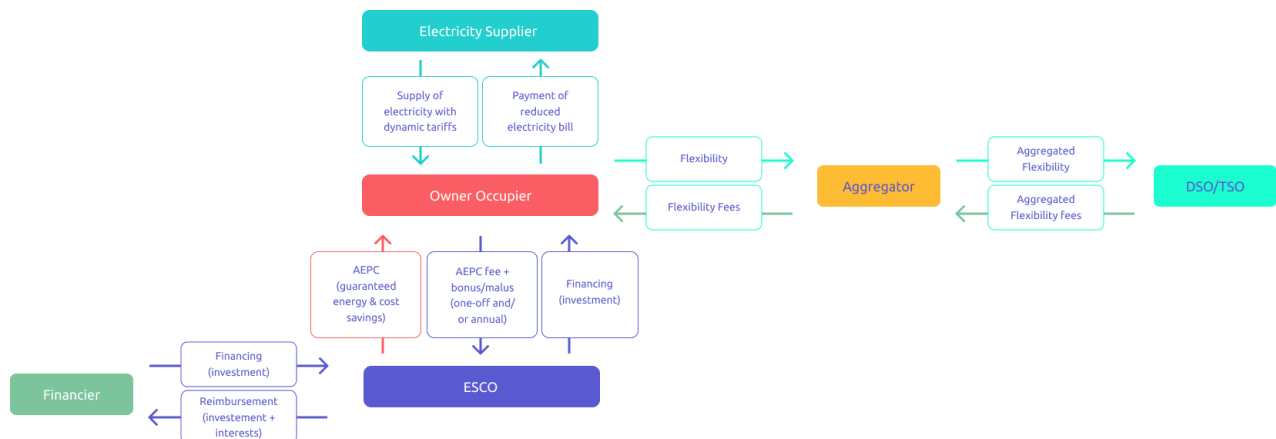 Electricity Supplier
Supply of
electricity with
dynamic tariffs
Payment of
reduced
electricity bill
Owner Occupier
Flexibility
Flexibility Fees
Aggregator
Aggregated
Flexibility
Aggregated
Flexibility fees
DSO/TSO
AEPC
(guaranteed
energy & cost
savings)
AEPC fee +
bonus/malus
(one-off and/
or annual)
Financing
(investment)
Financier
Financing
(investment)
Reimbursement
(investement +
interests)
ESCO